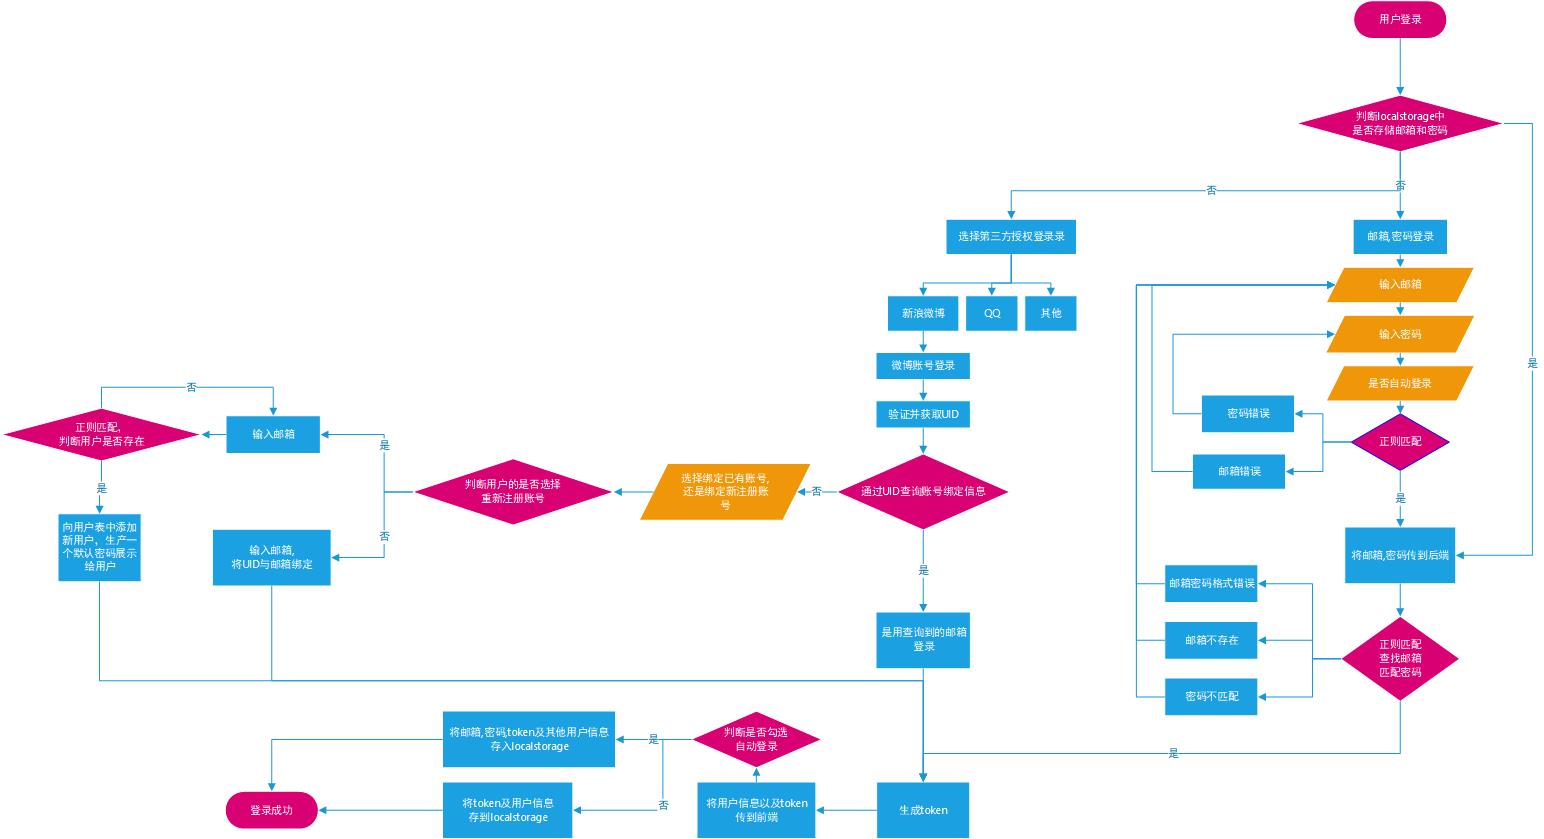 用户登录
判断localstorage中
是否存储邮箱和密码
否
否
是
选择第三方授权登录录
邮箱,密码登录
新浪微博
QQ
其他
输入邮箱
输入密码
是否自动登录
微博账号登录
验证并获取UID
密码错误
邮箱错误
正则匹配
是
通过UID查询账号绑定信息
否
选择绑定已有账号,
还是绑定新注册账
号
判断用户的是否选择
重新注册账号
是
否
输入邮箱
否
正则匹配,
判断用户是否存在
是
向用户表中添加
新用户，生产一
个默认密码展示
给用户
输入邮箱,
将UID与邮箱绑定
是
是用查询到的邮箱
登录
将邮箱,密码传到后端
邮箱密码格式错误
邮箱不存在
密码不匹配
正则匹配
查找邮箱
匹配密码
是
将邮箱,密码,token及其他用户信息
存入localstorage
是
判断是否勾选
自动登录
登录成功
将token及用户信息
存到localstorage
否
将用户信息以及token
传到前端
生成token